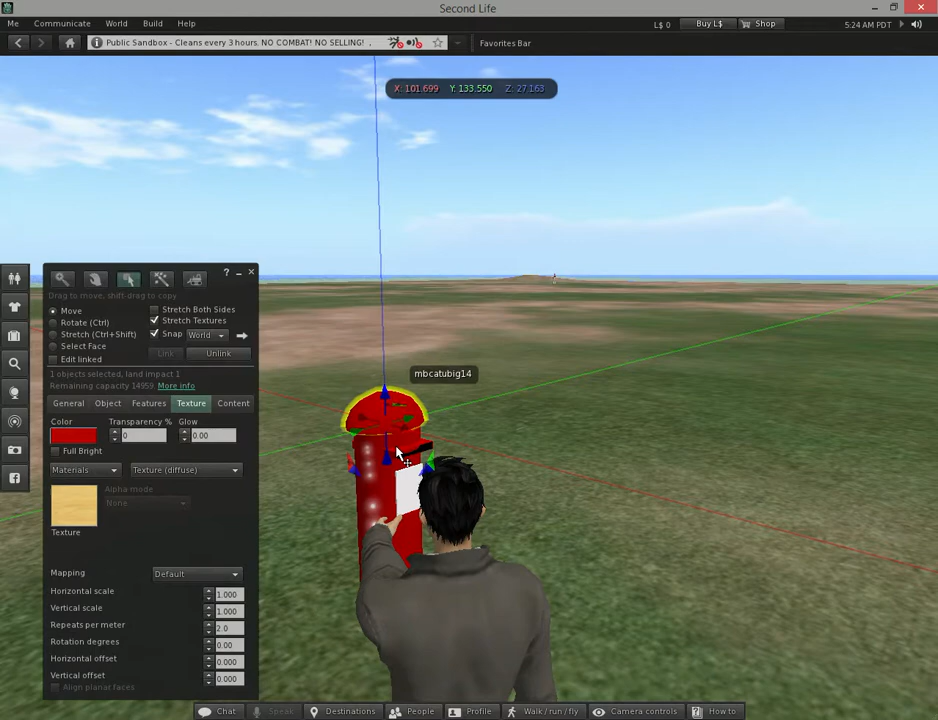 Second Life
Me Communicate World Build Help
L$ 0 Buy L$ Shop 5:24 AM PDT
Public Sandbox - Cleans every 3 hours, NO COMBAT! NO SELLING! . Favorites Bar
X: 101.699 Y: 133.550 Z: 27.163
?
Drag to move, shift-drag to copy.
Move
Rotate (Ctrl)
Stretch (Ctrl+Shift)
Select Face
Edit linked
Stretch Both Sides
Stretch Textures
Snap World
Link Unlink
1 objects selected, land impact 1
Remaining capacity 14959. More info
General Object Features Texture Content
Color Transparency % Glow
0 0.00
Full Bright
Materials Texture (diffuse)
Alpha mode
None
Texture
Mapping Default
Horizontal scale 1.000
Vertical scale 1.000
Repeats per meter 2.0
Rotation degrees 0.00
Horizontal offset 0.000
Vertical offset 0.000
Align planar faces
mbcatubig14
Chat Speak Destinations People Profile Walk / run / fly Camera controls How to